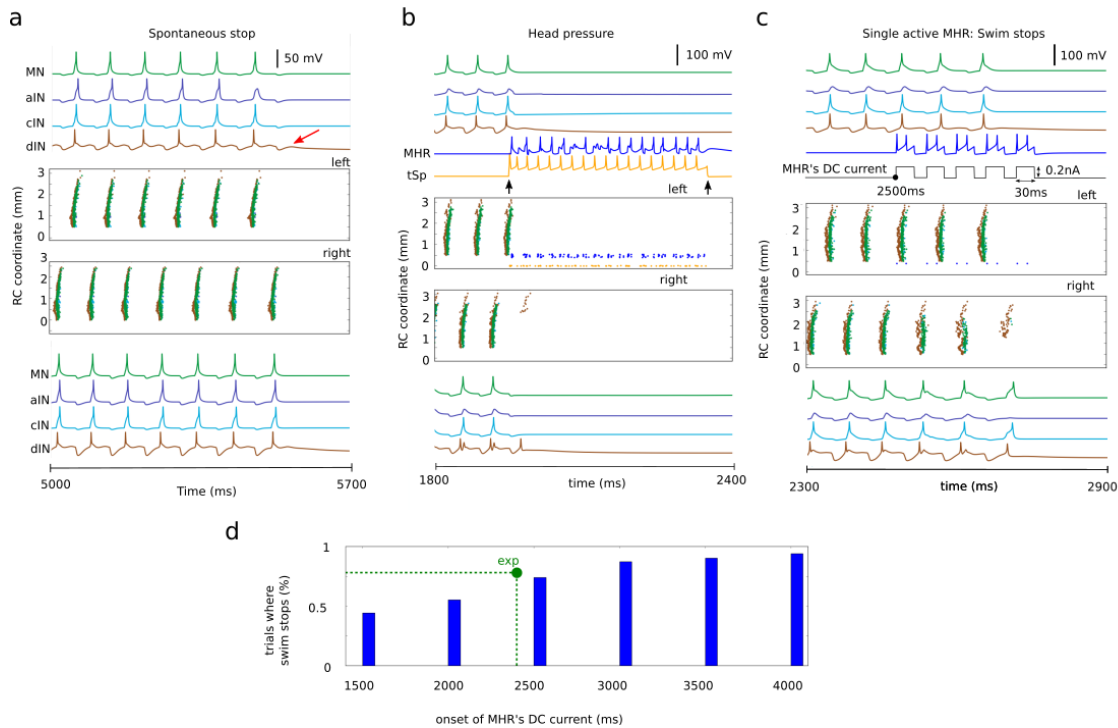 a
Spontaneous stop
50 mV
MN
aIN
cIN
dIN
left
3
2
1
0
right
3
2
1
0
RC coordinate (mm)
MN
aIN
cIN
dIN
5000
Time (ms)
5700
b
Head pressure
100 mV
MHR
tSp
left
3
2
1
0
right
3
2
1
0
RC coordinate (mm)
1800
time (ms)
2400
c
Single active MHR: Swim stops
100 mV
MHR's DC current
0.2nA
2500ms
30ms
left
3
2
1
0
right
3
2
1
0
RC coordinate (mm)
2300
time (ms)
2900
d
1
0.5
0
trials where
swim stops (%)
exp
1500 2000 2500 3000 3500 4000
onset of MHR's DC current (ms)